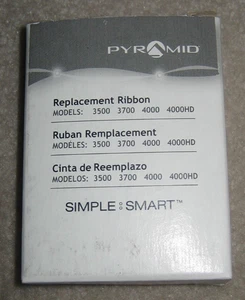 PYRAMID
Replacement Ribbon
MODELS: 3500 3700 4000 4000HD
Ruban Remplacement
MODÈLES: 3500 3700 4000 4000HD
Cinta de Reemplazo
MODELOS: 3500 3700 4000 4000HD
SIMPLE::SMART™